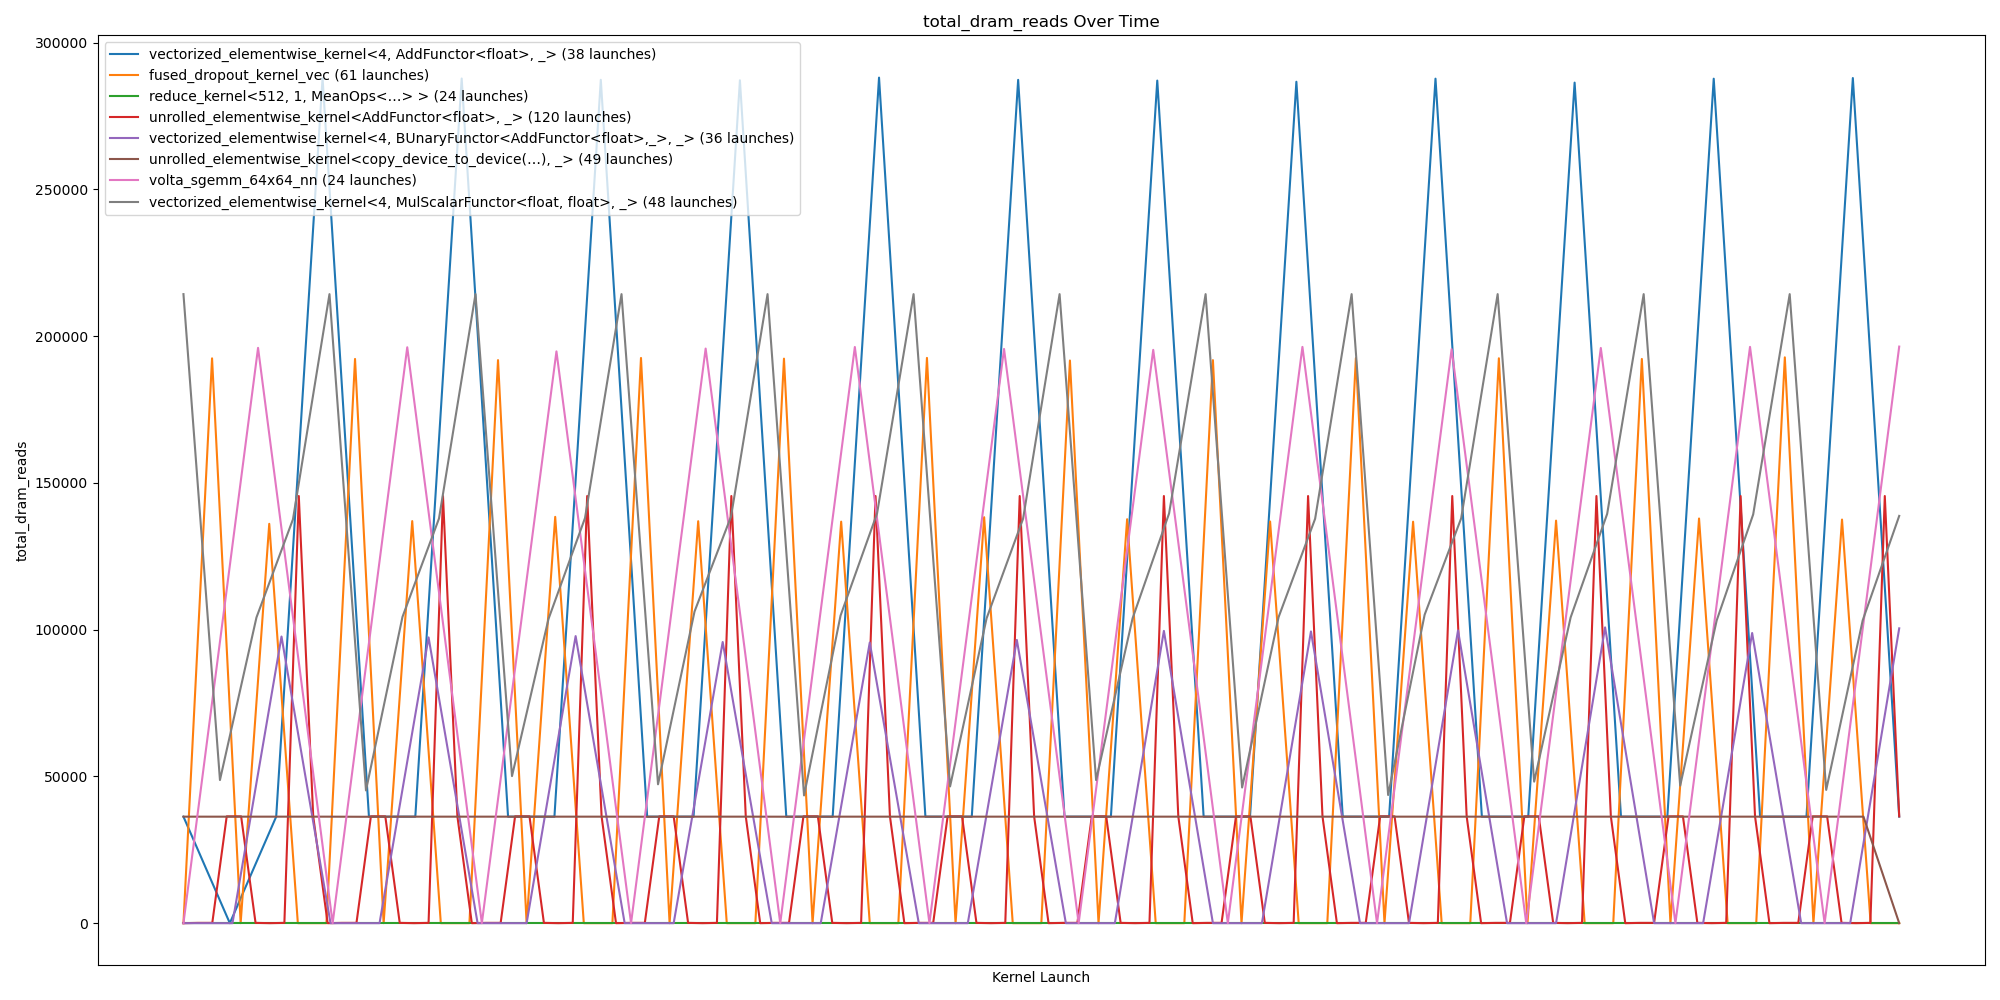 total_dram_reads Over Time
300000
250000
200000
150000
100000
50000
0
total_dram_reads
vectorized_elementwise_kernel<4, AddFunctor<float>, _> (38 launches)
fused_dropout_kernel_vec (61 launches)
reduce_kernel<512, 1, MeanOps<...> > (24 launches)
unrolled_elementwise_kernel<AddFunctor<float>, _> (120 launches)
vectorized_elementwise_kernel<4, BUnaryFunctor<AddFunctor<float>,_>, _> (36 launches)
unrolled_elementwise_kernel<copy_device_to_device(...), _> (49 launches)
volta_sgemm_64x64_nn (24 launches)
vectorized_elementwise_kernel<4, MulScalarFunctor<float, float>, _> (48 launches)
Kernel Launch